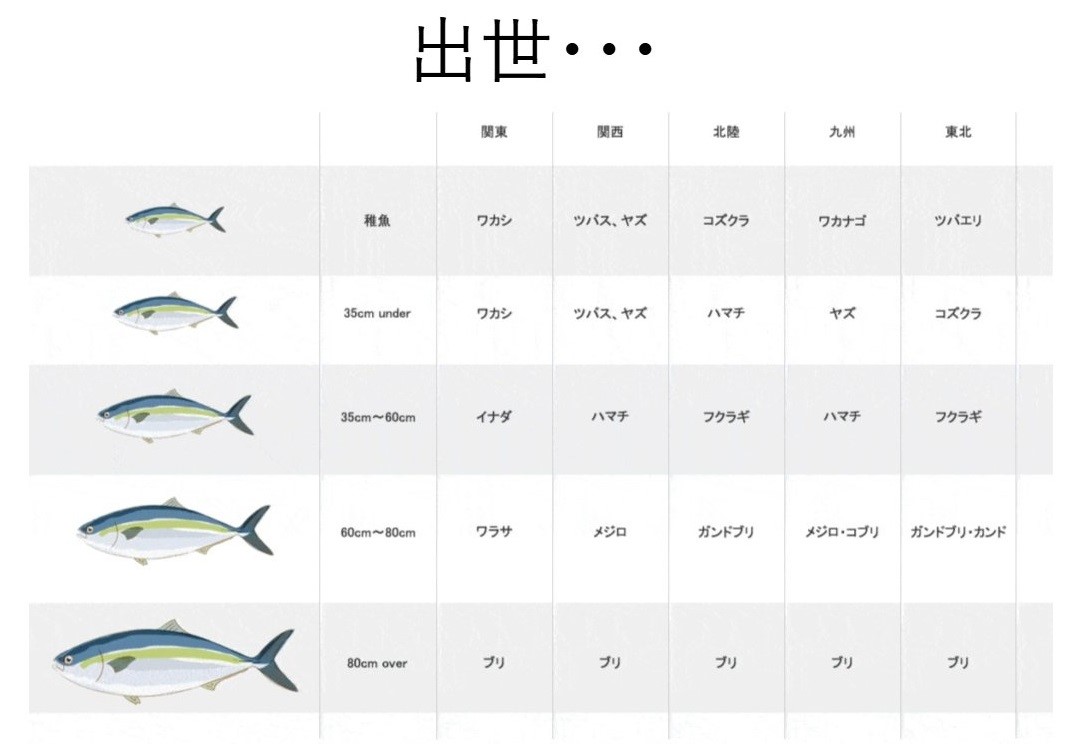 出世・・・
関東 関西 北陸 九州 東北
稚魚 ワカシ ツバス、ヤズ コズクラ ワカナゴ ツバエリ
35cm under ワカシ ツバス、ヤズ ハマチ ヤズ コズクラ
35cm～60cm イナダ ハマチ フクラギ ハマチ フクラギ
60cm～80cm ワラサ メジロ ガンドブリ メジロ・コブリ ガンドブリ・カンド
80cm over ブリ ブリ ブリ ブリ ブリ